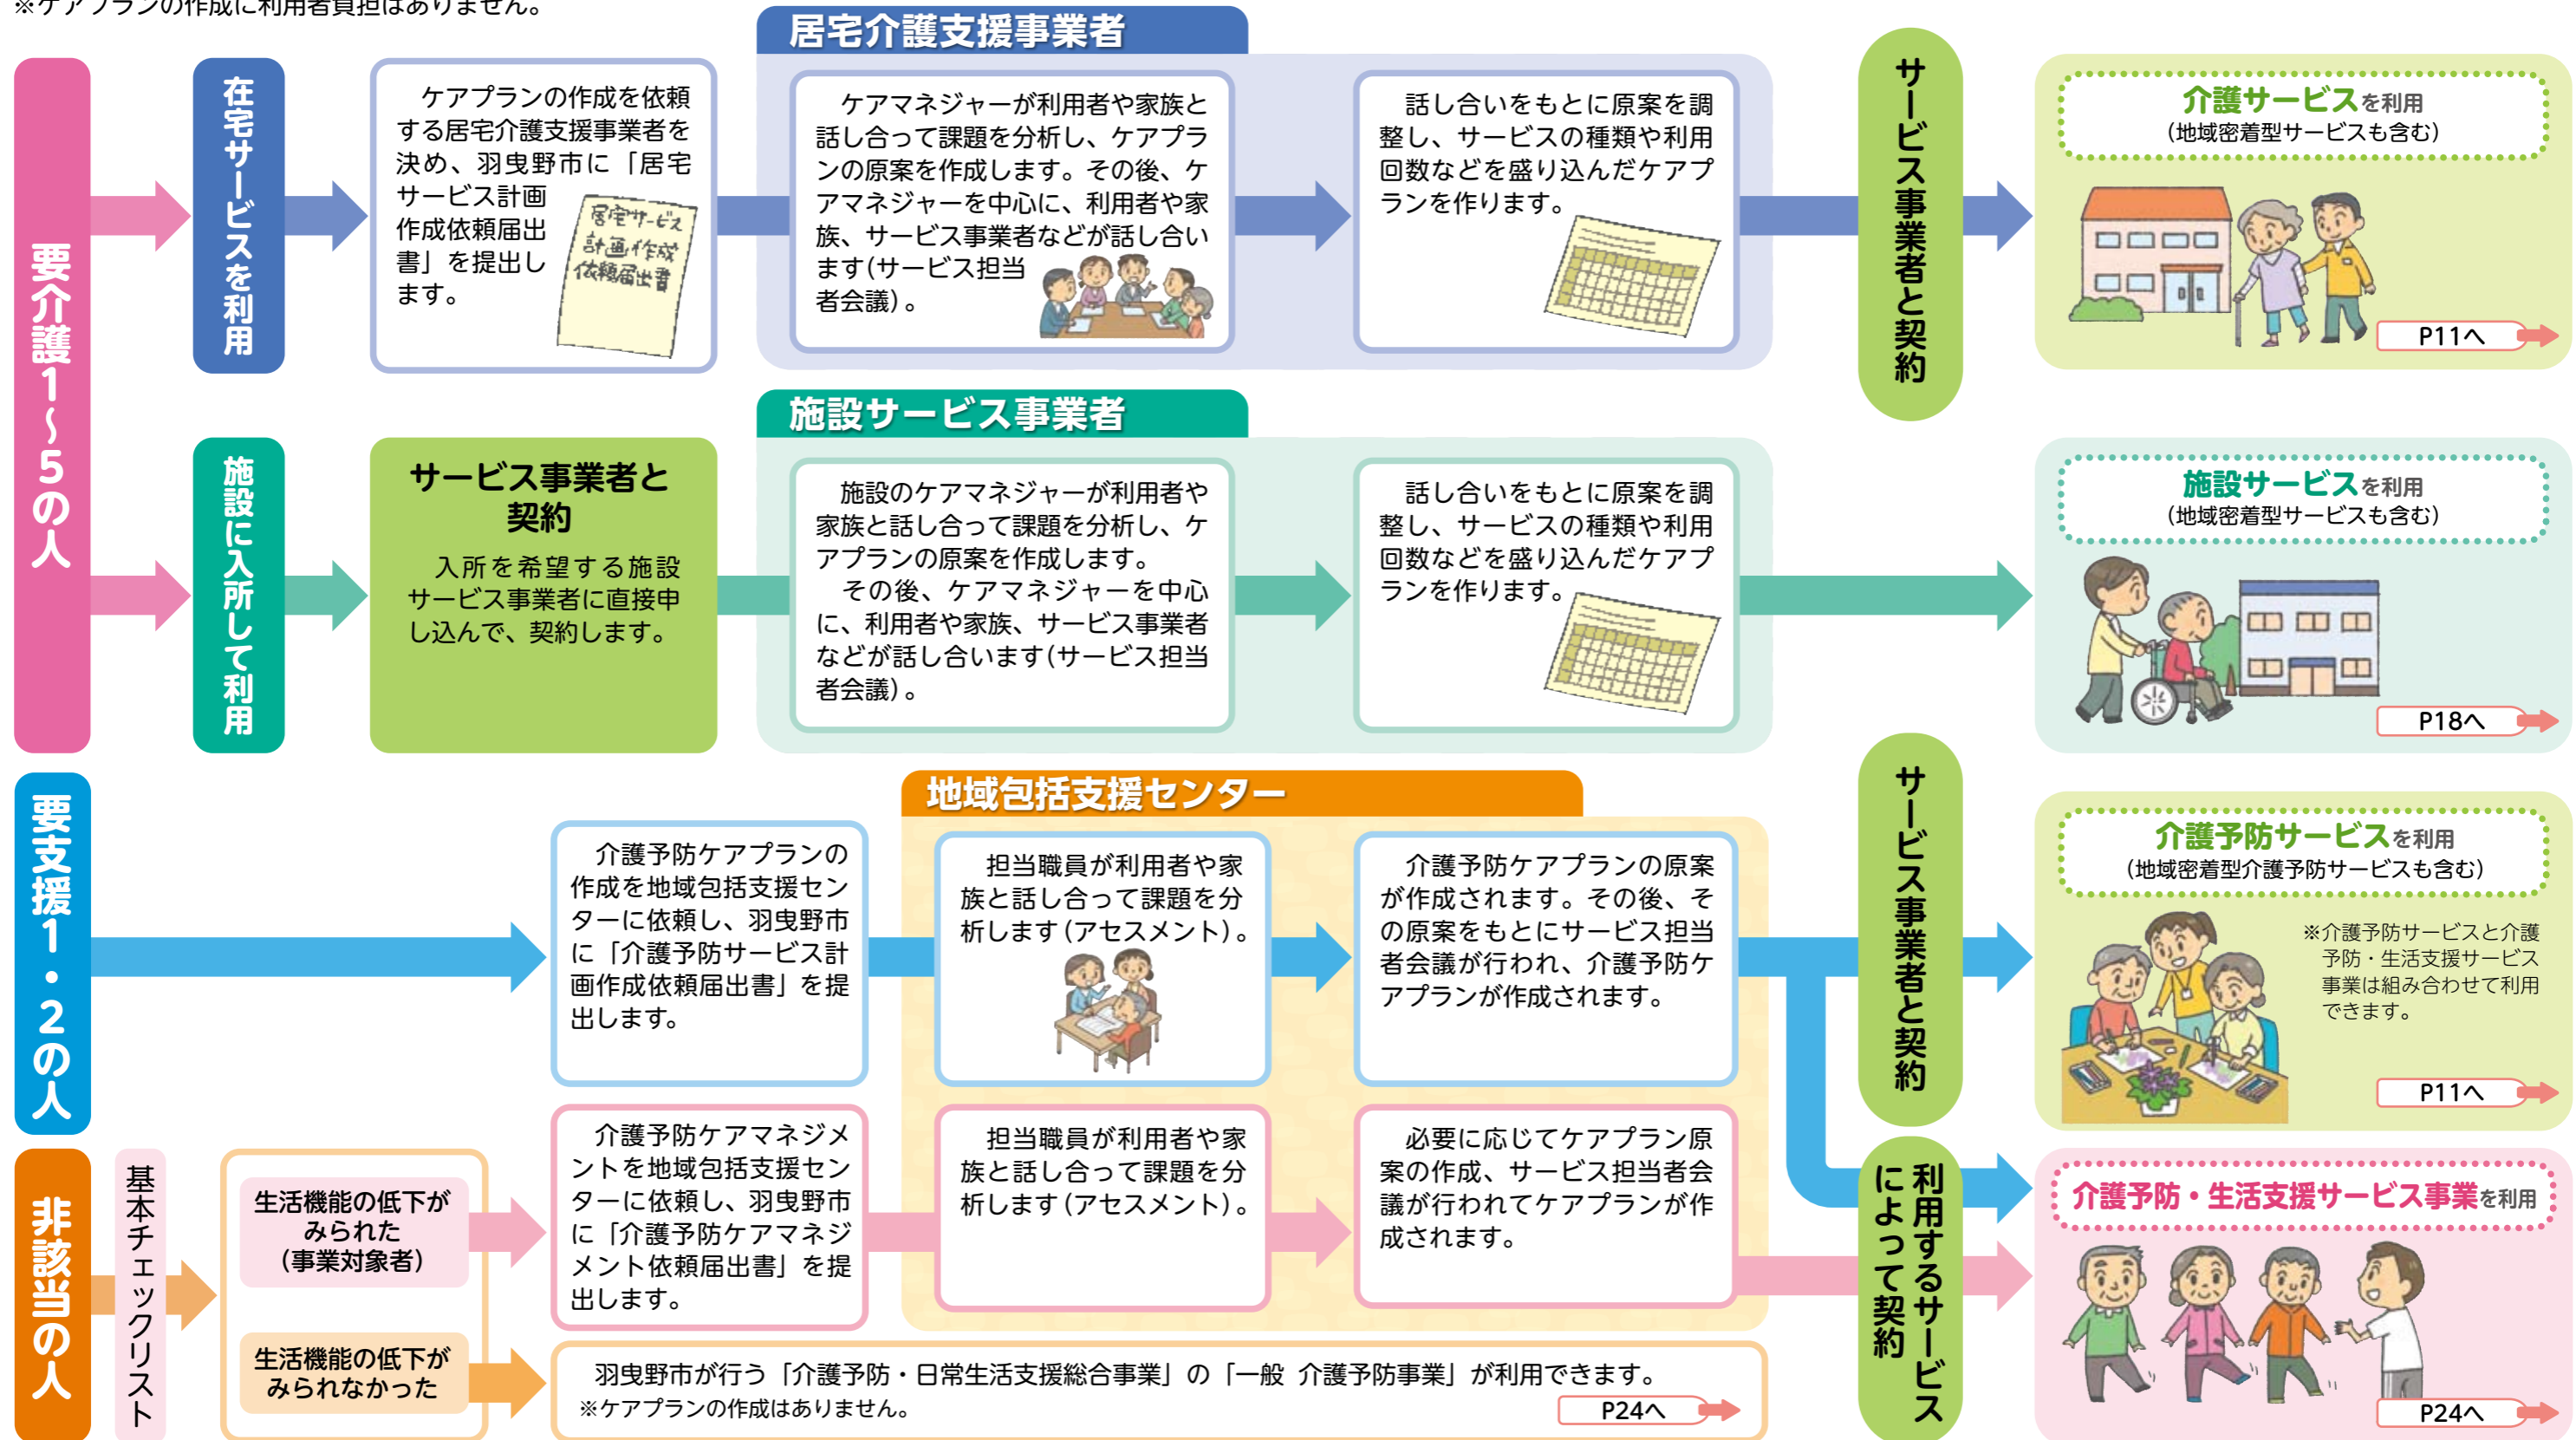 ※ケアプランの作成に利用者負担はありません。
要介護1～5の人
在宅サービスを利用
ケアプランの作成を依頼
する居宅介護支援事業者を
決め、羽曳野市に「居宅
サービス計画
作成依頼届出
書」を提出し
ます。
居宅サービス
計画作成
依頼届出書
居宅介護支援事業者
ケアマネジャーが利用者や家族と
話し合って課題を分析し、ケアプラ
ンの原案を作成します。その後、ケ
アマネジャーを中心に、利用者や家
族、サービス事業者などが話し合い
ます(サービス担当
者会議)。
話し合いをもとに原案を調
整し、サービスの種類や利用
回数などを盛り込んだケアプ
ランを作ります。
サービス事業者と契約
介護サービスを利用
(地域密着型サービスも含む)
P11へ
施設に入所して利用
サービス事業者と
契約
入所を希望する施設
サービス事業者に直接申
し込んで、契約します。
施設サービス事業者
施設のケアマネジャーが利用者や
家族と話し合って課題を分析し、ケ
アプランの原案を作成します。
その後、ケアマネジャーを中心
に、利用者や家族、サービス事業者
などが話し合います(サービス担当
者会議)。
話し合いをもとに原案を調
整し、サービスの種類や利用
回数などを盛り込んだケアプ
ランを作ります。
施設サービスを利用
(地域密着型サービスも含む)
P18へ
要支援1・2の人
介護予防ケアプランの
作成を地域包括支援セン
ターに依頼し、羽曳野市
に「介護予防サービス計
画作成依頼届出書」を提
出します。
地域包括支援センター
担当職員が利用者や家
族と話し合って課題を分
析します(アセスメント)。
介護予防ケアプランの原案
が作成されます。その後、そ
の原案をもとにサービス担当
者会議が行われ、介護予防ケ
アプランが作成されます。
サービス事業者と契約
介護予防サービスを利用
(地域密着型介護予防サービスも含む)
※介護予防サービスと介護
予防・生活支援サービス
事業は組み合わせて利用
できます。
P11へ
非該当の人
基本チェックリスト
生活機能の低下が
みられた
(事業対象者)
介護予防ケアマネジメ
ントを地域包括支援セン
ターに依頼し、羽曳野市
に「介護予防ケアマネジ
メント依頼届出書」を提
出します。
担当職員が利用者や家
族と話し合って課題を分
析します(アセスメント)。
必要に応じてケアプラン原
案の作成、サービス担当者会
議が行われてケアプランが作
成されます。
利用するサービス
によって契約
介護予防・生活支援サービス事業を利用
P24へ
生活機能の低下が
みられなかった
羽曳野市が行う「介護予防・日常生活支援総合事業」の「一般 介護予防事業」が利用できます。
※ケアプランの作成はありません。
P24へ